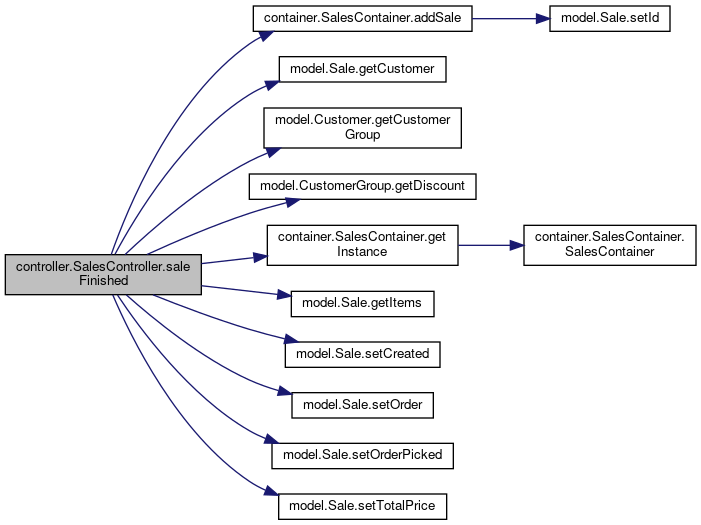 container.SalesContainer.addSale
model.Sale.setId
model.Sale.getCustomer
model.Customer.getCustomer
Group
model.CustomerGroup.getDiscount
container.SalesContainer.get
Instance
container.SalesContainer.
SalesContainer
controller.SalesController.sale
Finished
model.Sale.getItems
model.Sale.setCreated
model.Sale.setOrder
model.Sale.setOrderPicked
model.Sale.setTotalPrice